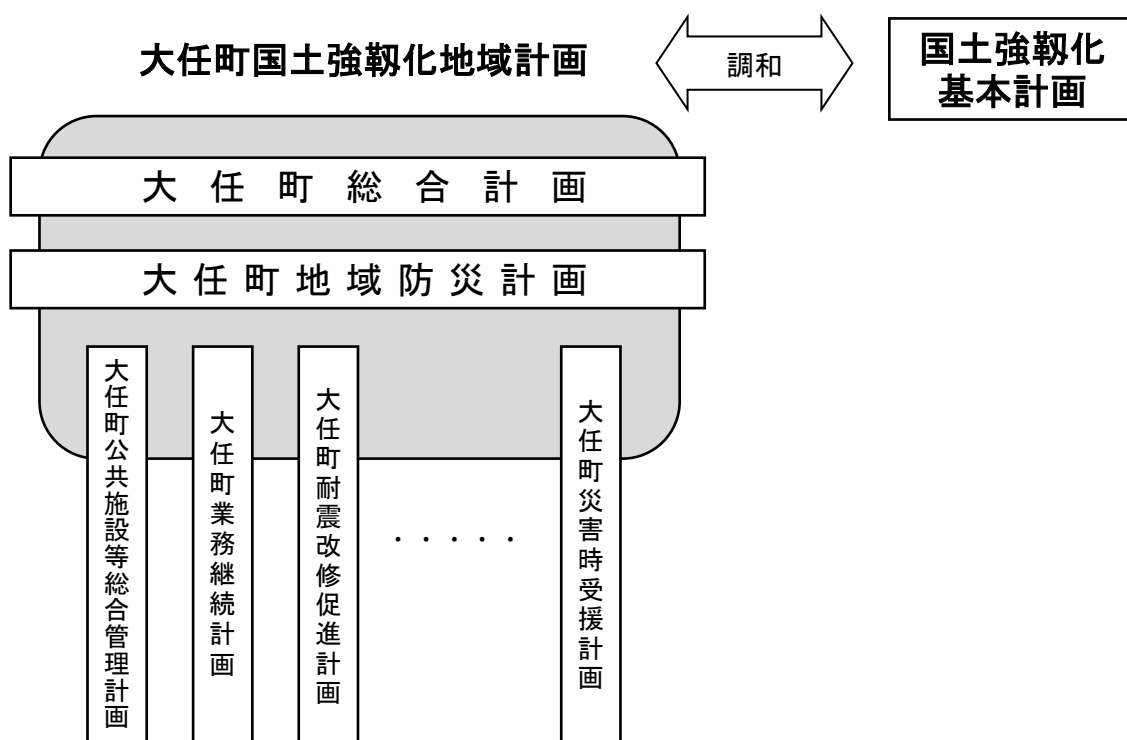 大任町国土強靱化地域計画
調和
国土強靱化
基本計画
大任町総合計画
大任町地域防災計画
大任町公共施設等総合管理計画
大任町業務継続計画
大任町耐震改修促進計画
・・・・・
大任町災害時受援計画